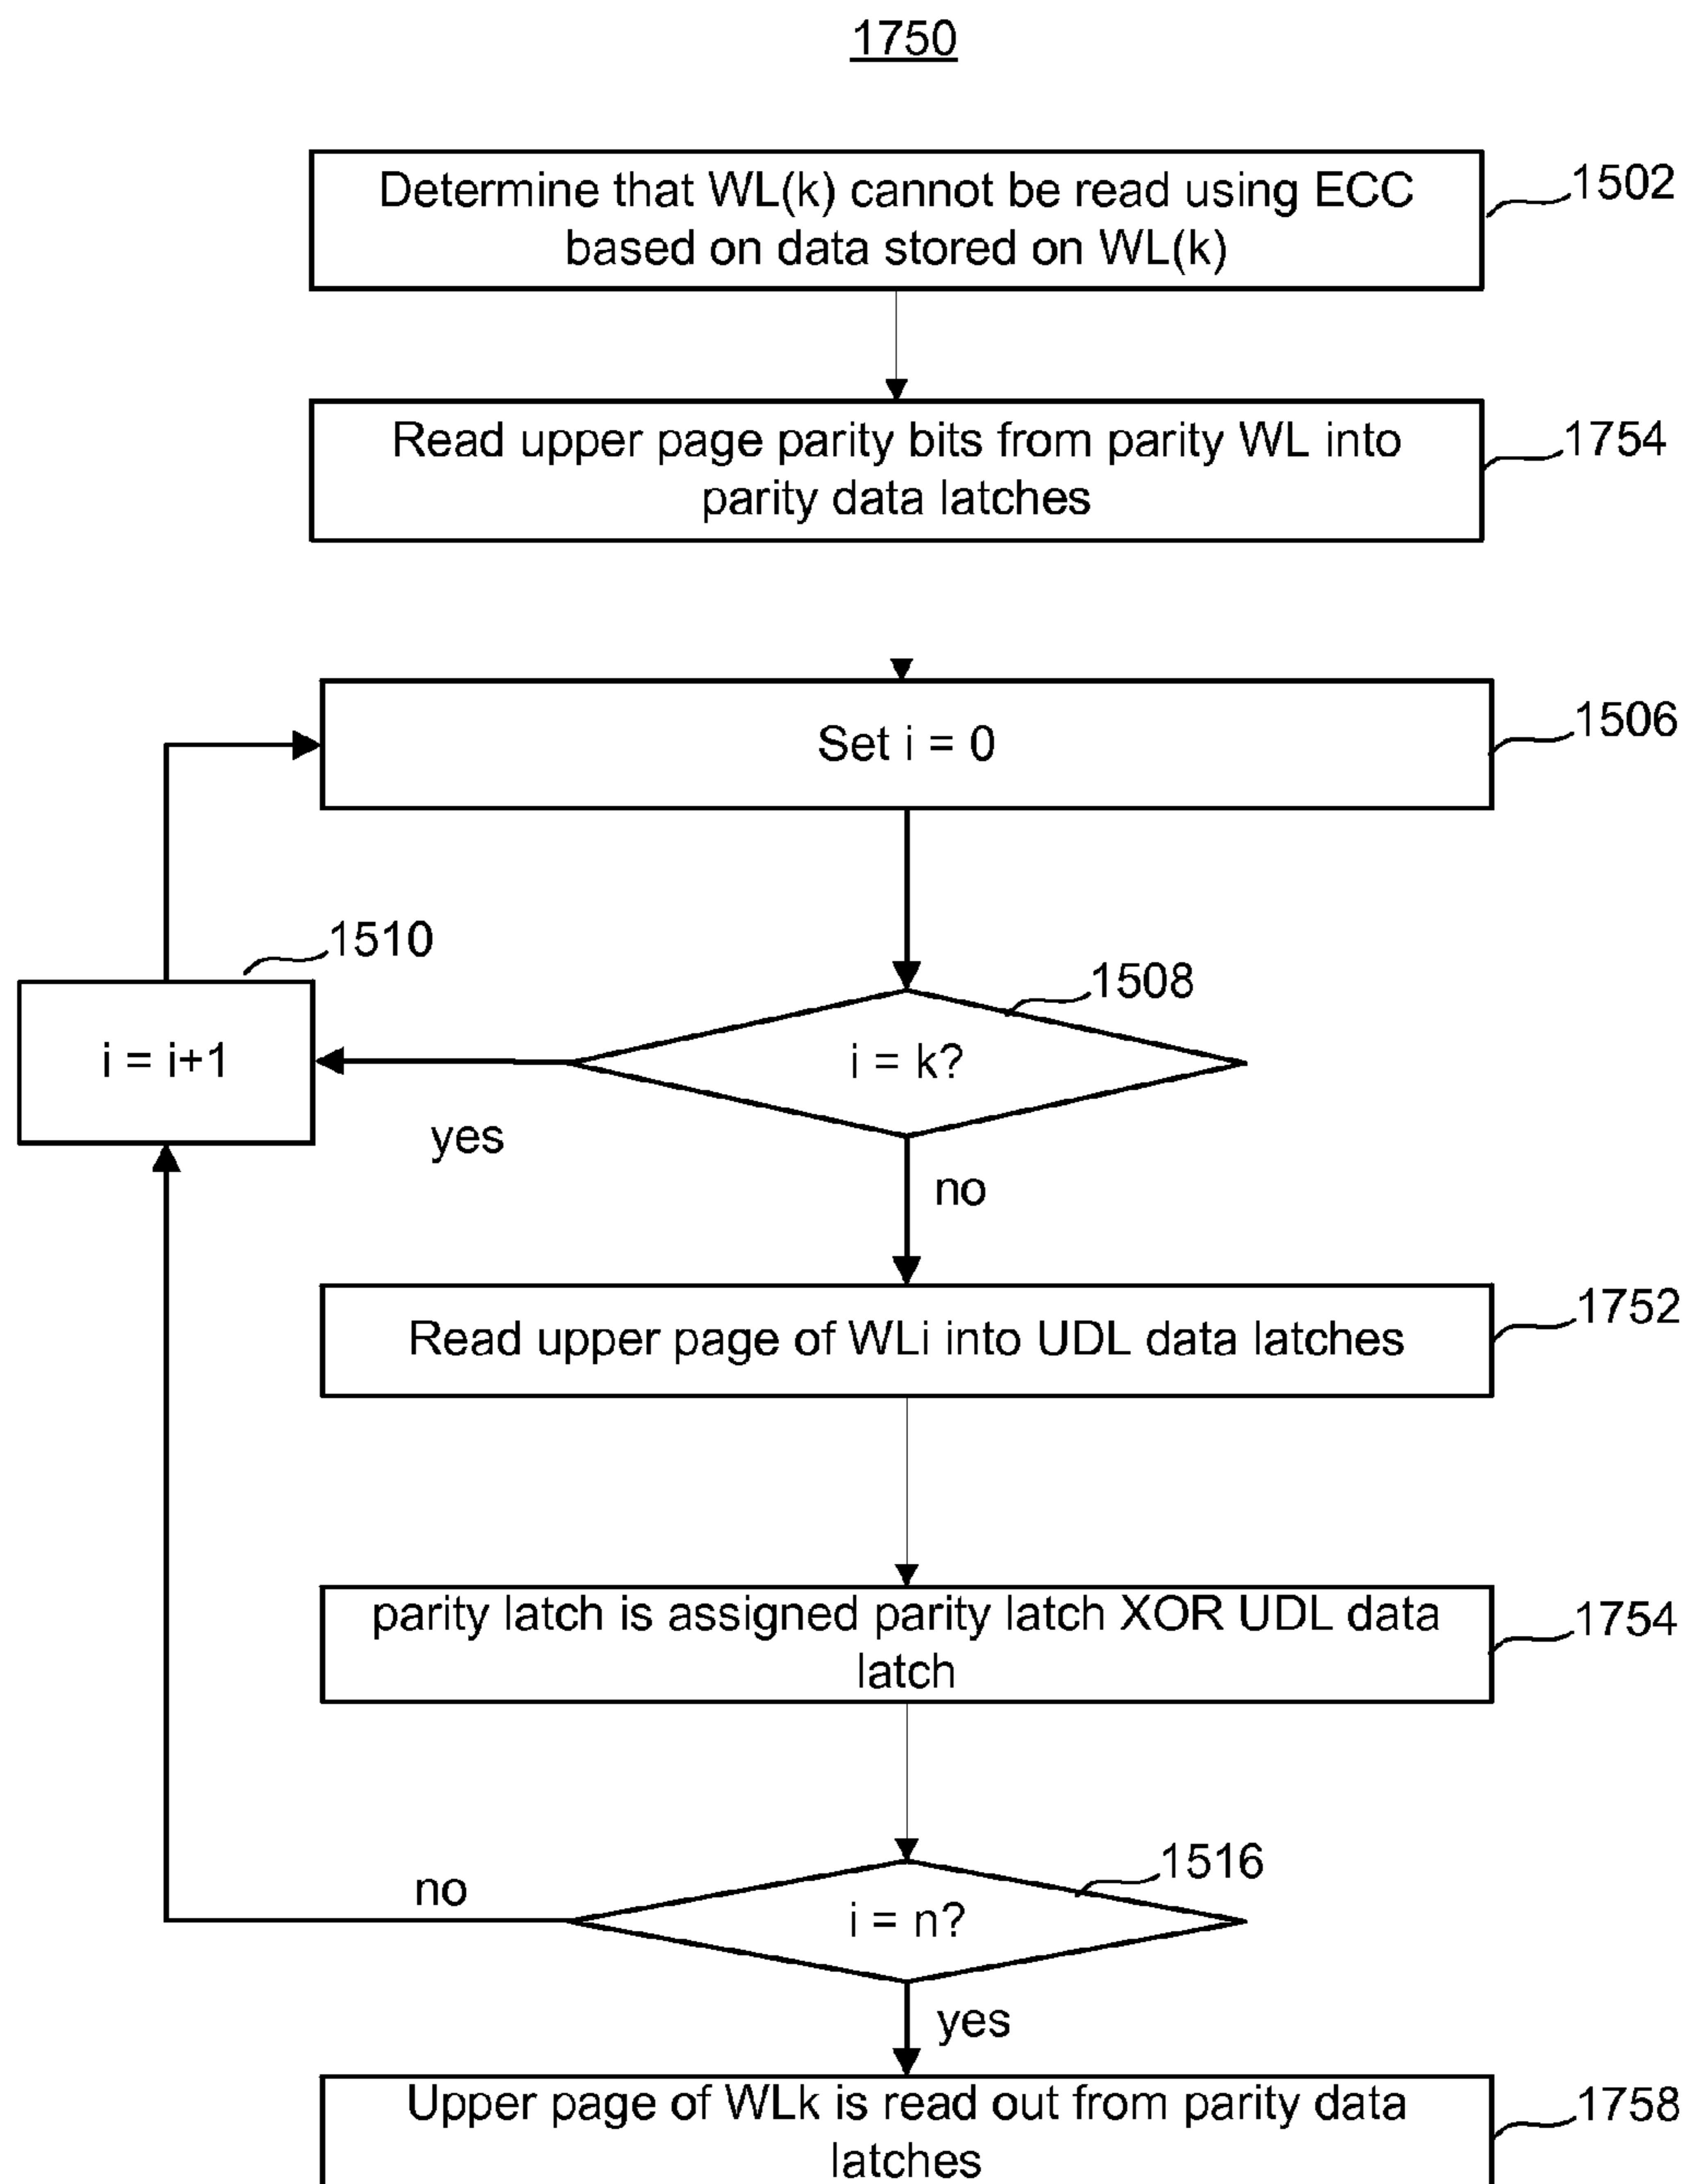 1750
Determine that WL(k) cannot be read using ECC
based on data stored on WL(k)
1502
Read upper page parity bits from parity WL into
parity data latches
1754
Set i = 0
1506
1510
i = i+1
1508
i = k?
yes
no
Read upper page of WLi into UDL data latches
1752
parity latch is assigned parity latch XOR UDL data
latch
1754
1516
i = n?
no
yes
Upper page of WLk is read out from parity data
latches
1758